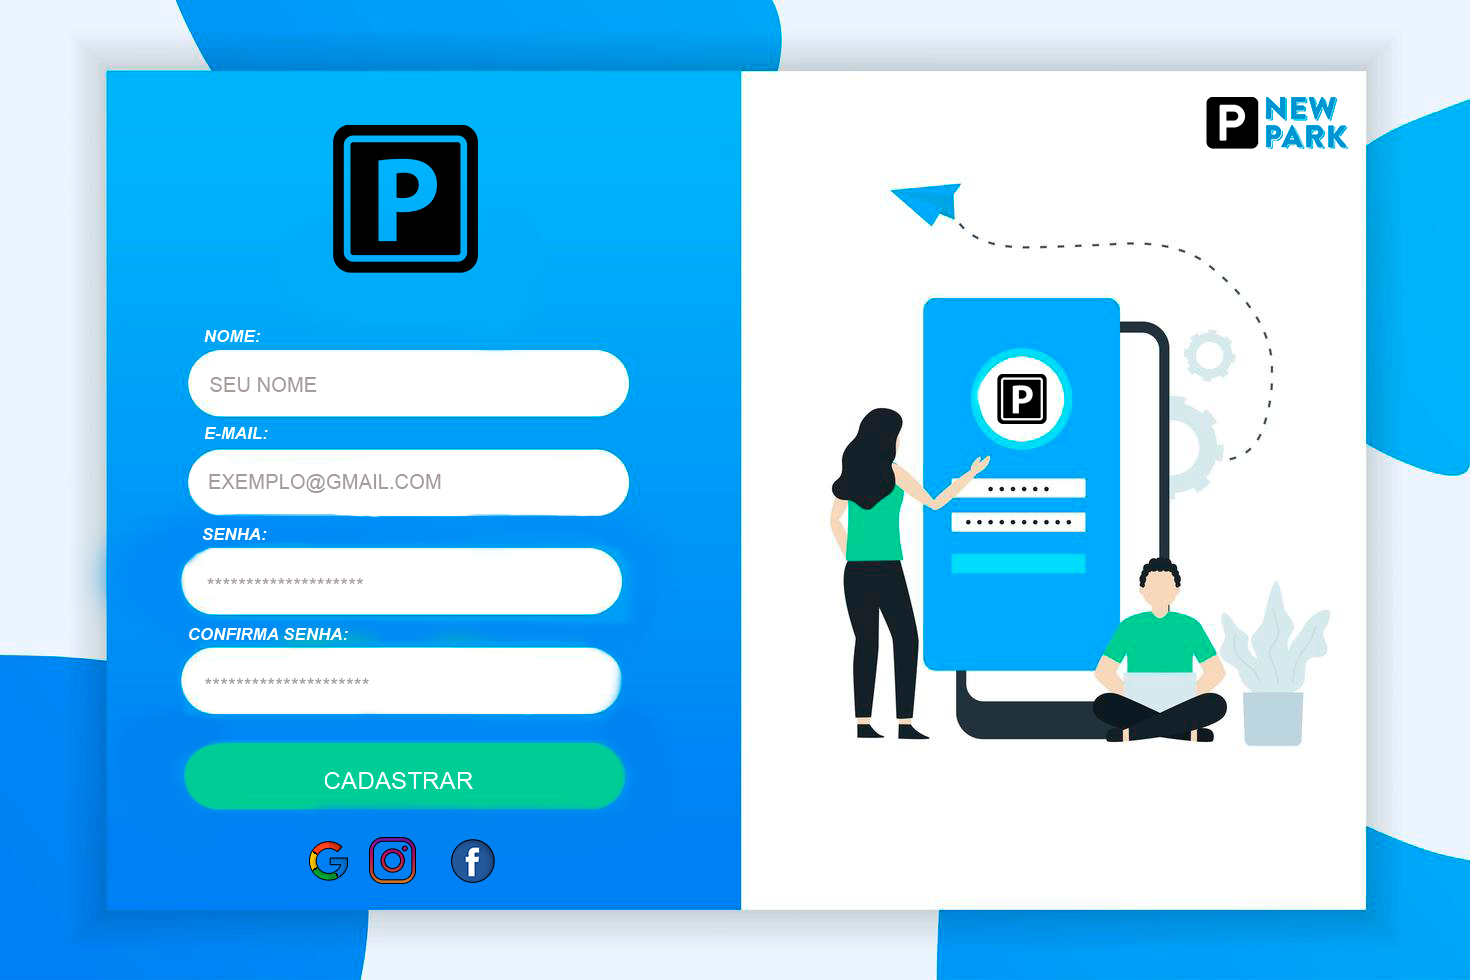 P
NOME:
SEU NOME
E-MAIL:
EXEMPLO@GMAIL.COM
SENHA:
********************
CONFIRMA SENHA:
*********************
CADASTRAR
P NEW
PARK
P